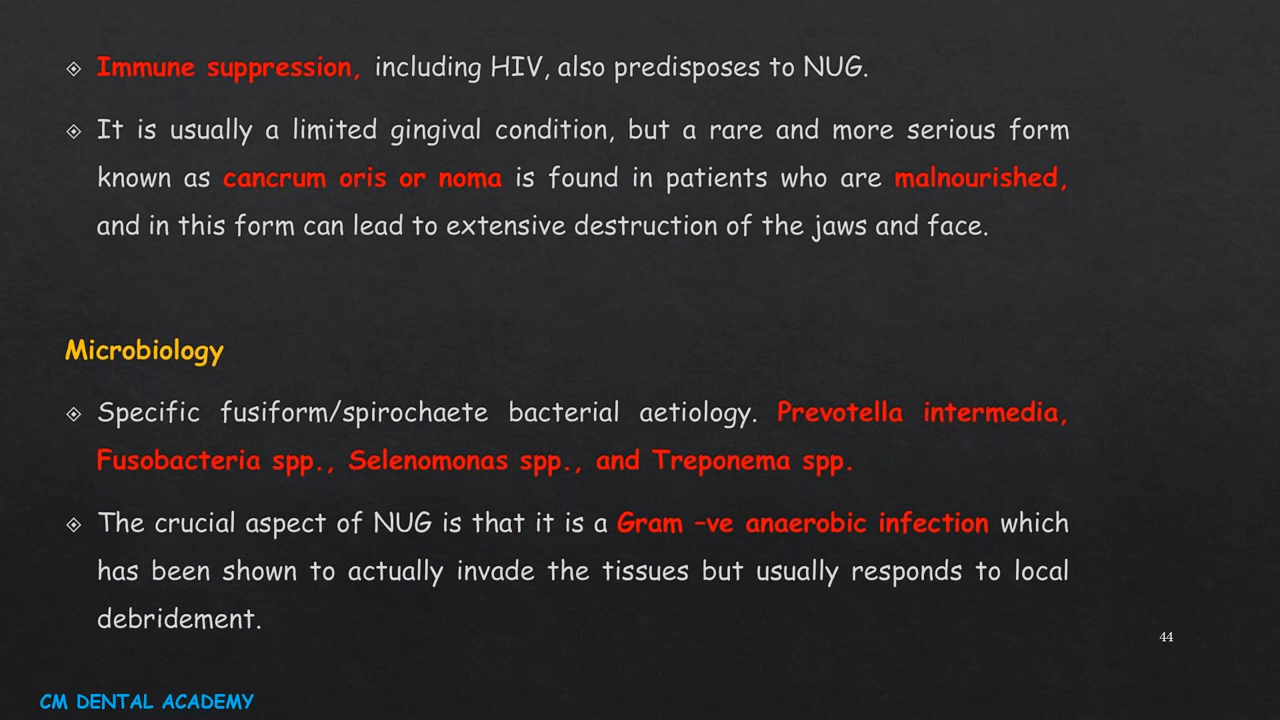 Immune suppression, including HIV, also predisposes to NUG.
It is usually a limited gingival condition, but a rare and more serious form
known as cancrum oris or noma is found in patients who are malnourished,
and in this form can lead to extensive destruction of the jaws and face.
Microbiology
Specific fusiform/spirochaete bacterial aetiology. Prevotella intermedia,
Fusobacteria spp., Selenomonas spp., and Treponema spp.
The crucial aspect of NUG is that it is a Gram –ve anaerobic infection which
has been shown to actually invade the tissues but usually responds to local
debridement.
44
CM DENTAL ACADEMY